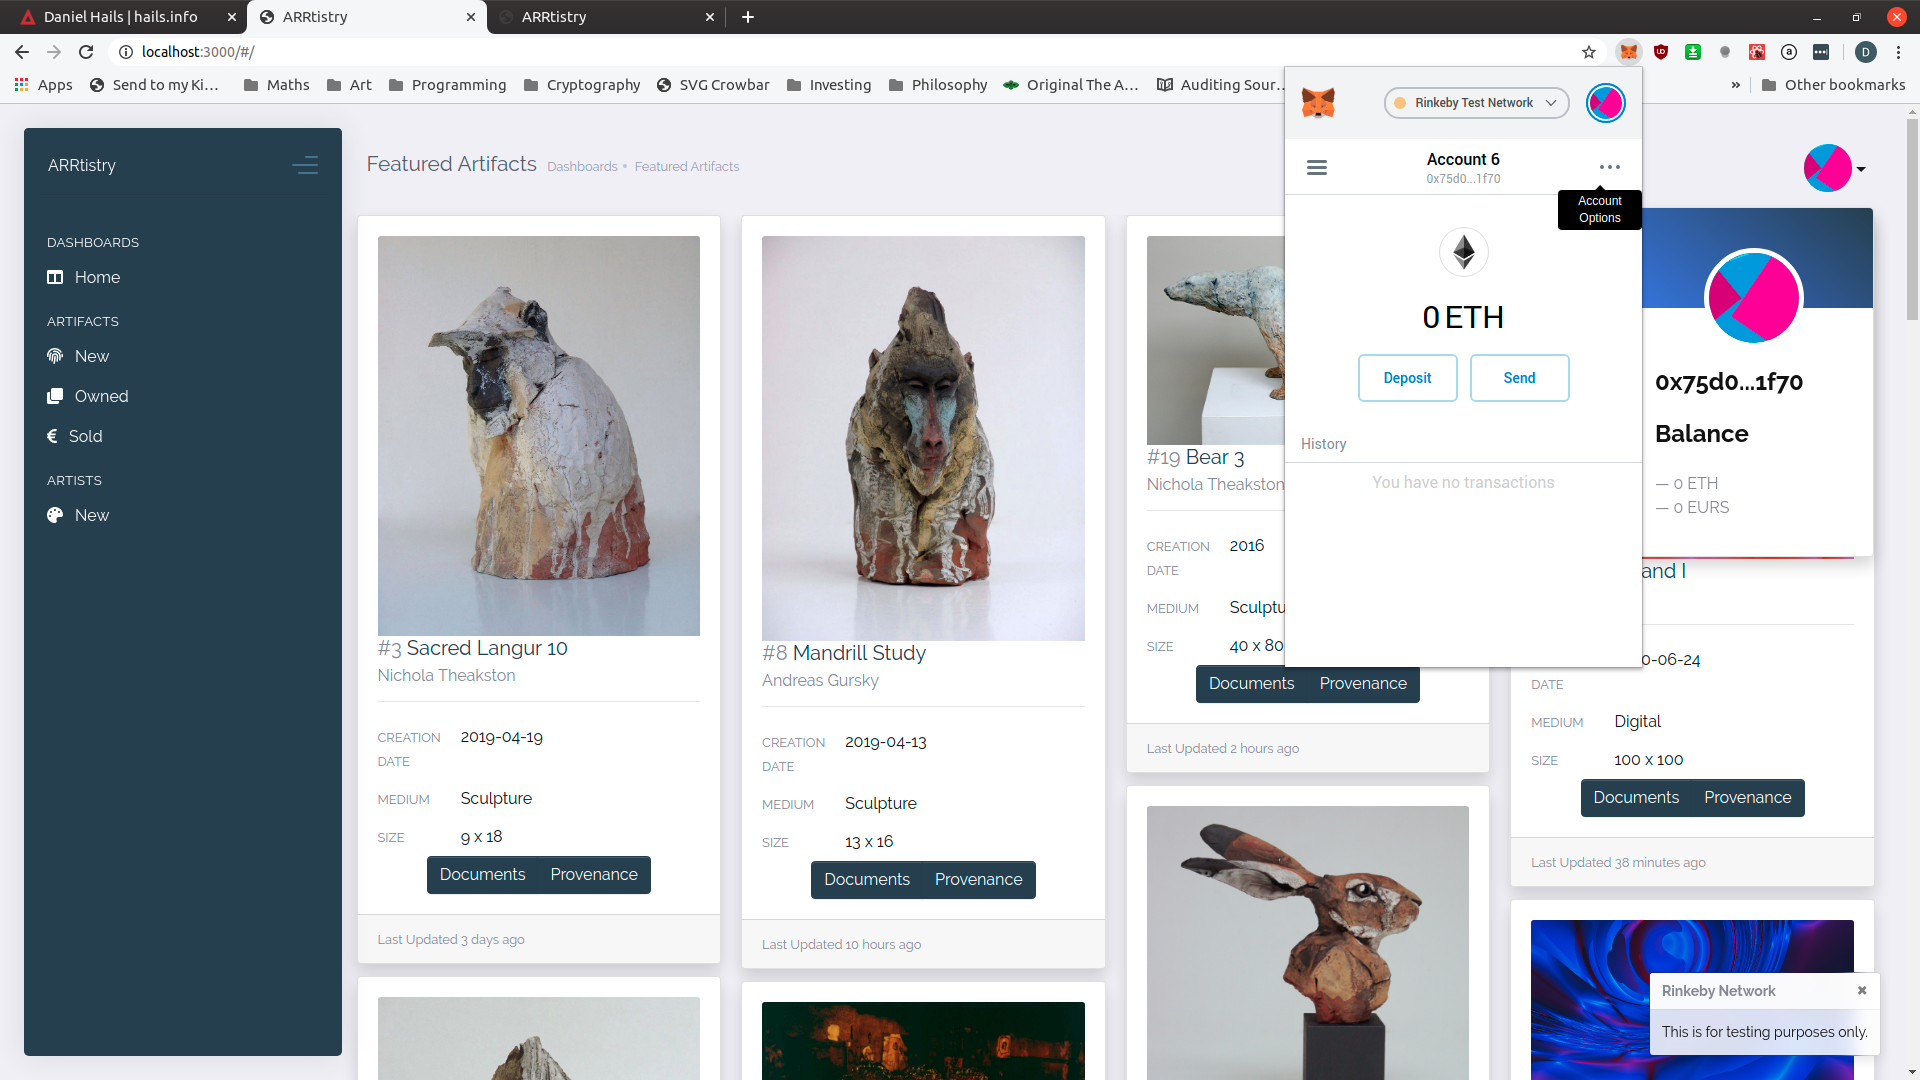 Daniel Hails | hails.info
ARRtistry
ARRtistry
localhost:3000/#/
Apps
Send to my Ki...
Maths
Art
Programming
Cryptography
SVG Crowbar
Investing
Philosophy
Original The A...
Auditing Sour...
»
Other bookmarks
D
ARRtistry
DASHBOARDS
Home
ARTIFACTS
New
Owned
€ Sold
ARTISTS
New
Featured Artifacts
Dashboards • Featured Artifacts
#3 Sacred Langur 10
Nichola Theakston
CREATION DATE 2019-04-19
MEDIUM Sculpture
SIZE 9 x 18
Documents Provenance
Last Updated 3 days ago
#8 Mandrill Study
Andreas Gursky
CREATION DATE 2019-04-13
MEDIUM Sculpture
SIZE 13 x 16
Documents Provenance
Last Updated 10 hours ago
#19 Bear 3
Nichola Theakston
CREATION DATE 2016
MEDIUM Sculptu
SIZE 40 x 80
Documents Provenance
Last Updated 2 hours ago
Rinkeby Test Network
Account 6
0x75d0...1f70
Account
Options
0 ETH
Deposit
Send
History
You have no transactions
0x75d0...1f70
Balance
— 0 ETH
— 0 EURS
and I
0-06-24
DATE
MEDIUM Digital
SIZE 100 x 100
Documents Provenance
Last Updated 38 minutes ago
Rinkeby Network
This is for testing purposes only.